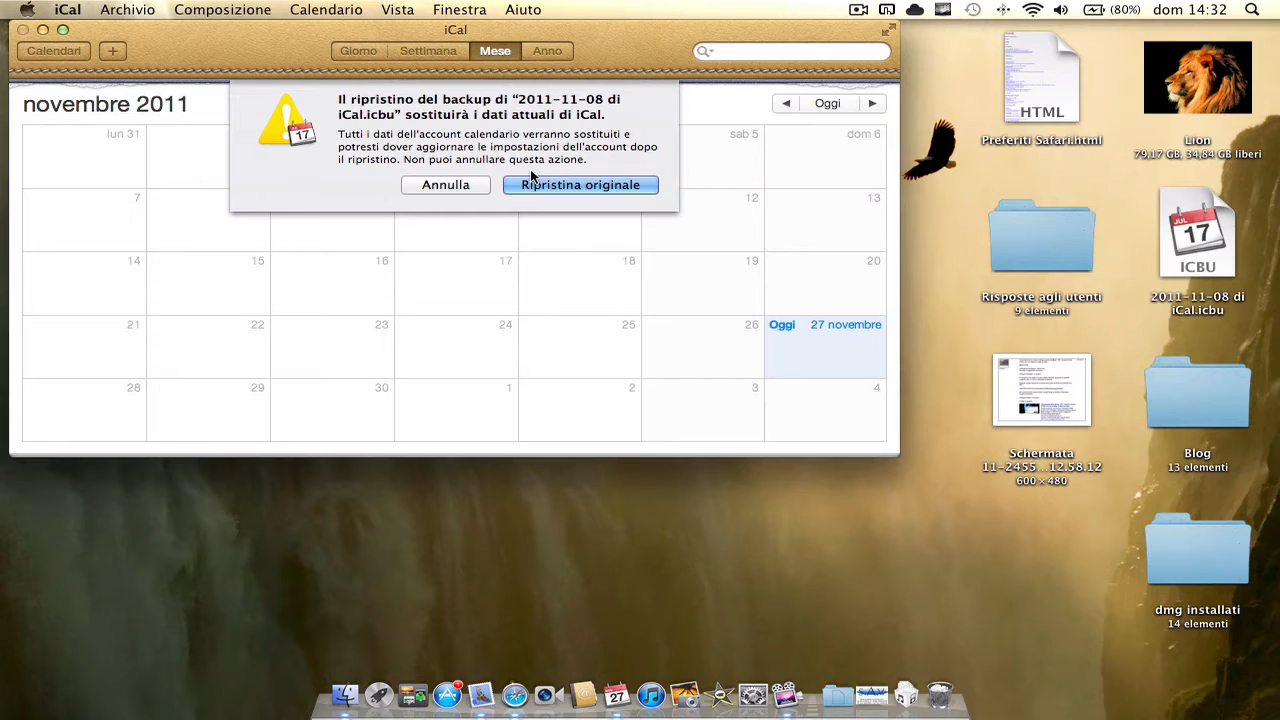 iCal Archivio Composizione Calendario Vista Finestra Aiuto (80%) dom 14:32
iCal
Calendari + Giorno Settimana Mese Anno
novembre 2011 Oggi
Il ripristino del backup di “2011-11-08 di
iCal.icbu” sostituirà i dati attuali di iCal.
Tutti i dati dell'account calendario verranno sostituiti e
potresti dover aggiornare le impostazioni dell'account dopo
il ripristino. Non puoi annullare questa azione.
Annulla Ripristina originale
17
lun 31 sab 5 dom 6
7 12 13
14 15 16 17 18 19 20
21 22 23 24 25 26 Oggi 27 novembre
28 29 30 1 2 3 4
HTML
Preferiti Safari.html
Lion
79,17 GB, 34,84 GB liberi
Risposte agli utenti
9 elementi
JUL
17
ICBU
2011-11-08 di
iCal.icbu
Schermata
11-2455...12.58.12
600 × 480
Blog
13 elementi
dmg installati
14 elementi
27